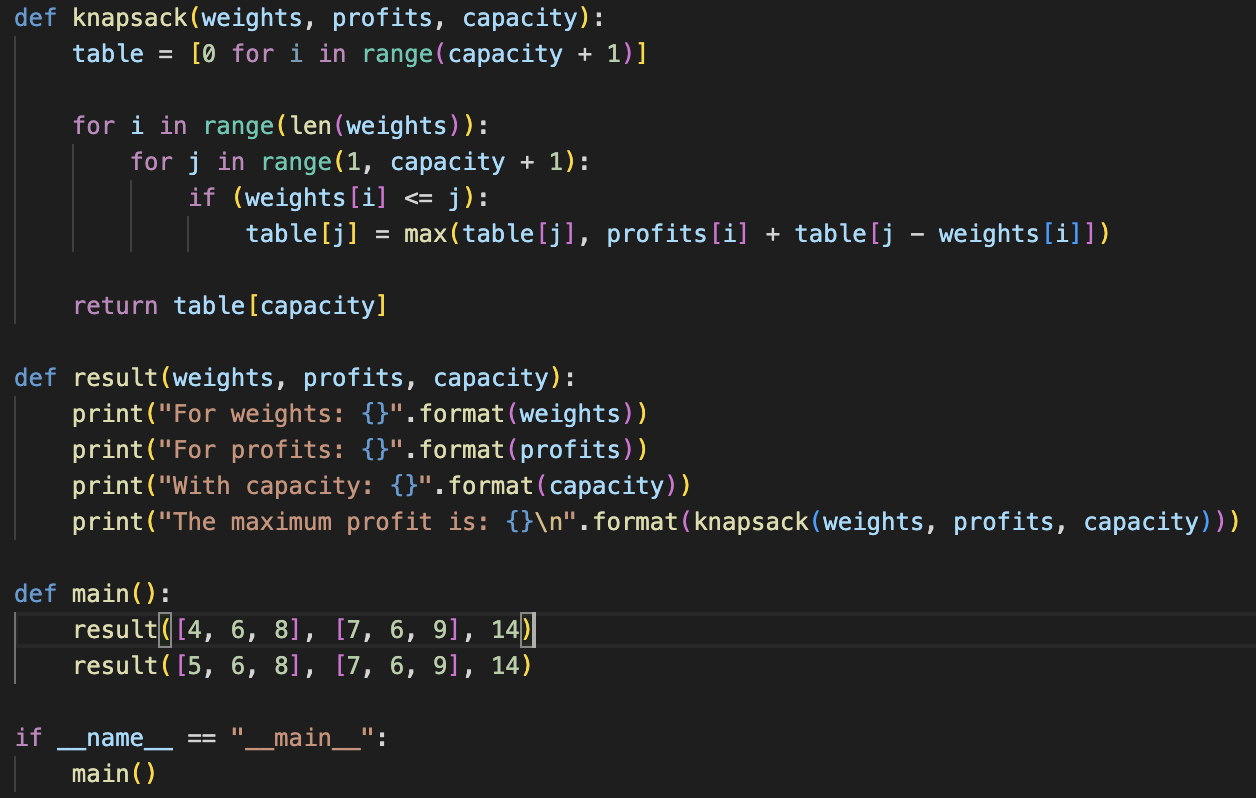 def knapsack(weights, profits, capacity):
    table = [0 for i in range(capacity + 1)]

    for i in range(len(weights)):
        for j in range(1, capacity + 1):
            if (weights[i] <= j):
                table[j] = max(table[j], profits[i] + table[j - weights[i]])

    return table[capacity]

def result(weights, profits, capacity):
    print("For weights: {}".format(weights))
    print("For profits: {}".format(profits))
    print("With capacity: {}".format(capacity))
    print("The maximum profit is: {}\n".format(knapsack(weights, profits, capacity)))

def main():
    result([4, 6, 8], [7, 6, 9], 14)
    result([5, 6, 8], [7, 6, 9], 14)

if __name__ == "__main__":
    main()